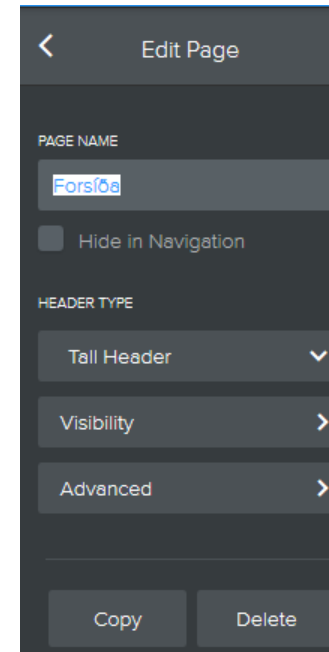 Edit Page
PAGE NAME
Forsíða
Hide in Navigation
HEADER TYPE
Tall Header
Visibility
Advanced
Copy
Delete